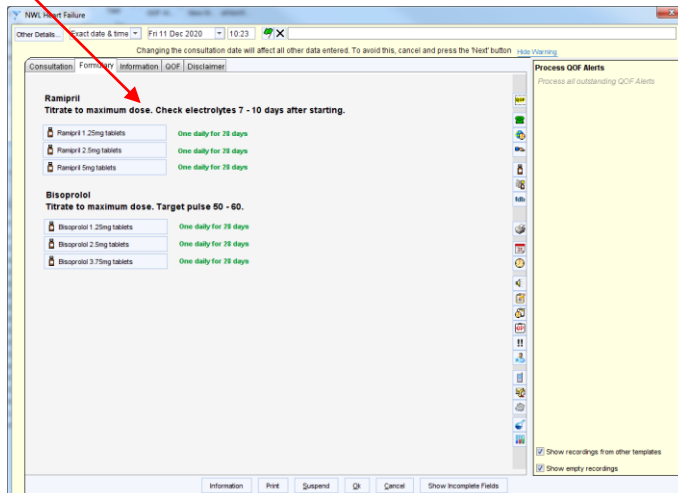 NWL Heart Failure
Other Details... Exact date & time Fri 11 Dec 2020 10:23
Changing the consultation date will affect all other data entered. To avoid this, cancel and press the 'Next' button Hide Warning
Consultation Formulary Information QOF Disclaimer
Process QOF Alerts
Process all outstanding QOF Alerts
Ramipril
Titrate to maximum dose. Check electrolytes 7 - 10 days after starting.
Ramipril 1.25mg tablets One daily for 28 days
Ramipril 2.5mg tablets One daily for 28 days
Ramipril 5mg tablets One daily for 28 days
Bisoprolol
Titrate to maximum dose. Target pulse 50 - 60.
Bisoprolol 1.25mg tablets One daily for 28 days
Bisoprolol 2.5mg tablets One daily for 28 days
Bisoprolol 3.75mg tablets One daily for 28 days
Show recordings from other templates
Show empty recordings
Information Print Suspend Ok Cancel Show Incomplete Fields